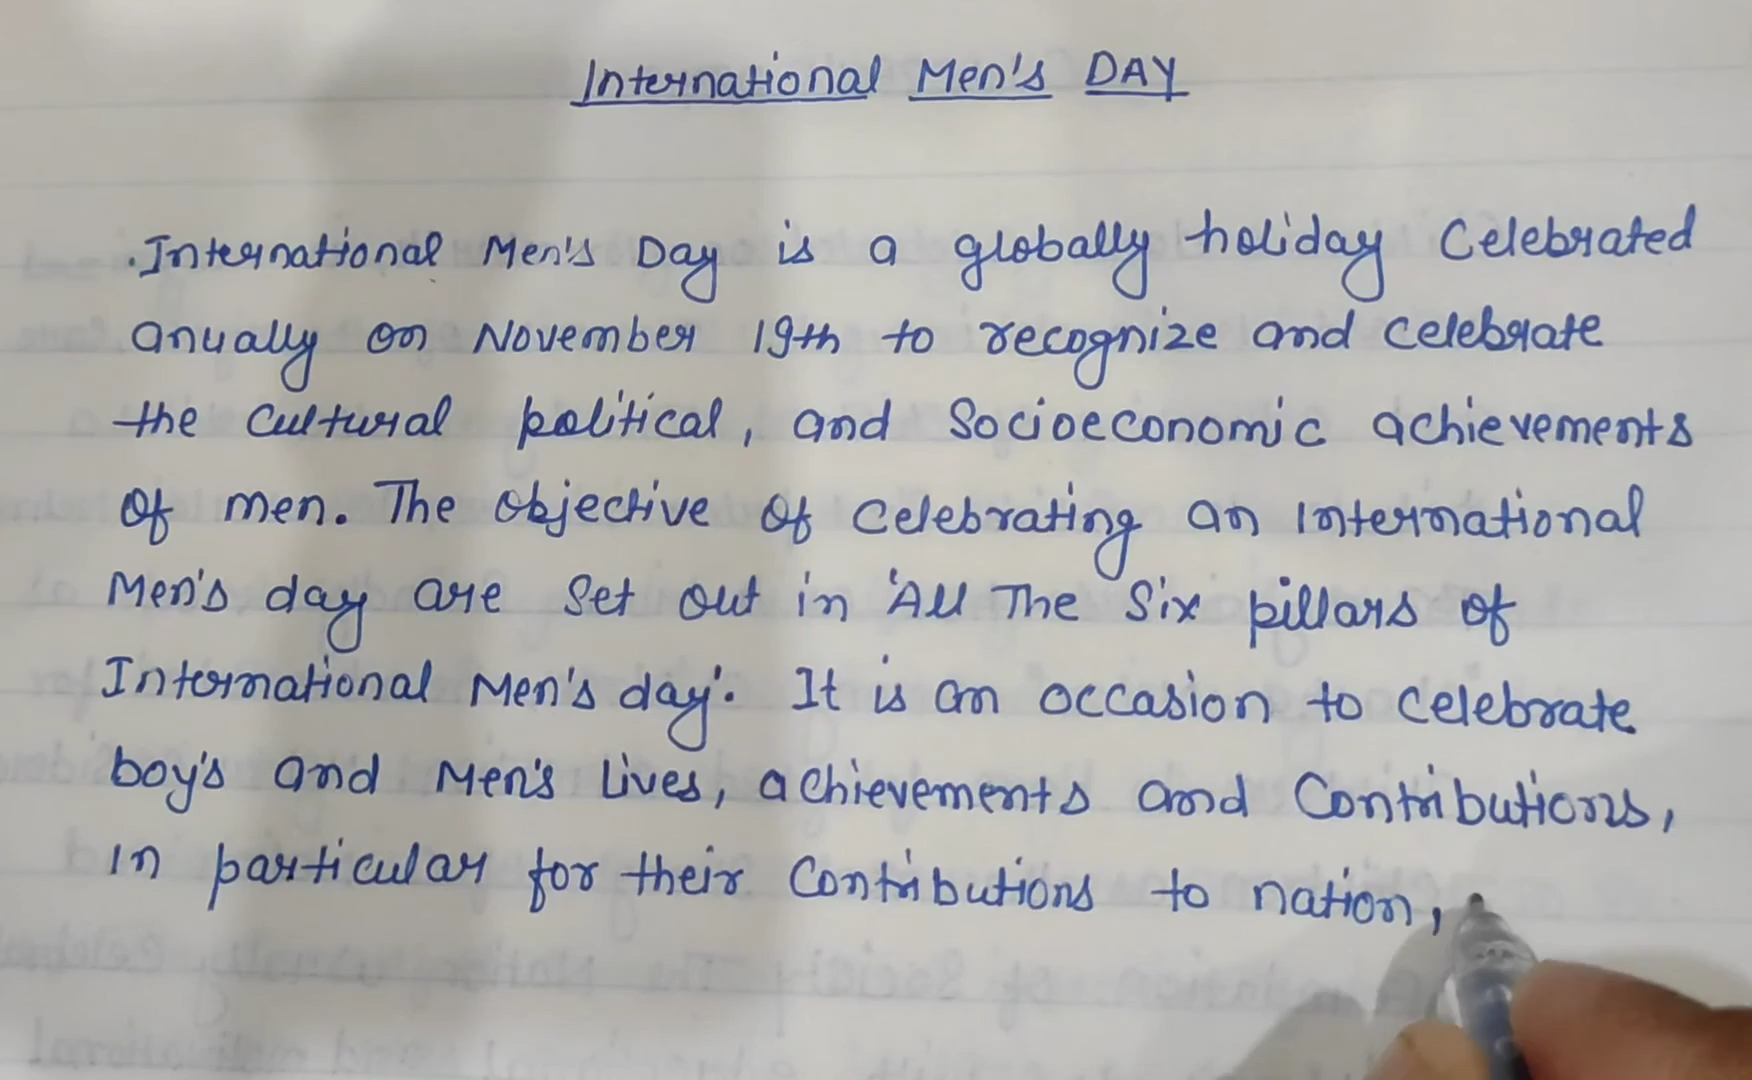 International Men's DAY
International Men's Day is a globally holiday Celebrated
anually on November 19th to recognize and celebrate
the Cultural political, and Socioeconomic achievements
Of men. The objective Of Celebrating an International
Men's day are Set out in 'All The Six pillars of
International Men's day'. It is an occasion to celebrate
boy's and Men's Lives, achievements and Contributions,
in particular for their Contributions to nation,